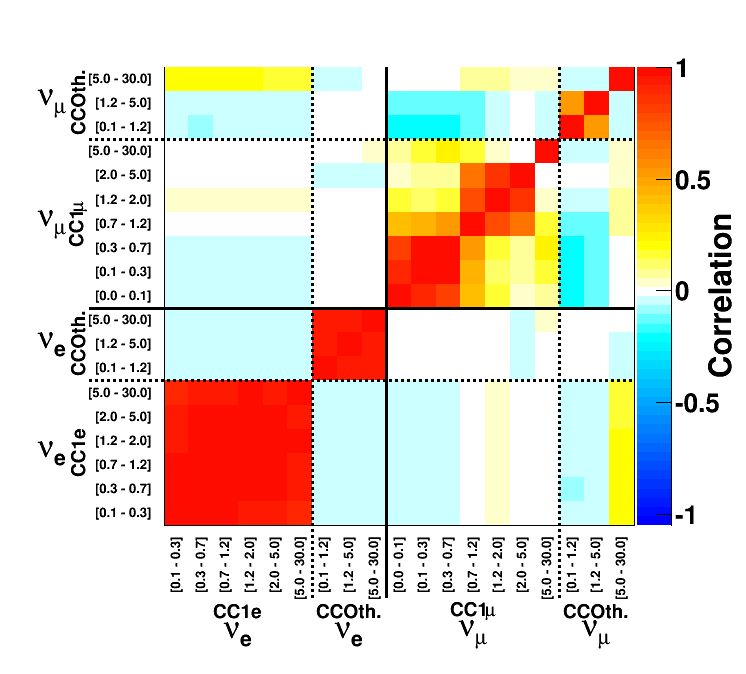 ν_μ CCOth.
[5.0 - 30.0]
[1.2 - 5.0]
[0.1 - 1.2]
ν_μ CC1μ
[5.0 - 30.0]
[2.0 - 5.0]
[1.2 - 2.0]
[0.7 - 1.2]
[0.3 - 0.7]
[0.1 - 0.3]
[0.0 - 0.1]
ν_e CCOth.
[5.0 - 30.0]
[1.2 - 5.0]
[0.1 - 1.2]
ν_e CC1e
[5.0 - 30.0]
[2.0 - 5.0]
[1.2 - 2.0]
[0.7 - 1.2]
[0.3 - 0.7]
[0.1 - 0.3]
[0.1 - 0.3]
[0.3 - 0.7]
[0.7 - 1.2]
[1.2 - 2.0]
[2.0 - 5.0]
[5.0 - 30.0]
[0.1 - 1.2]
[1.2 - 5.0]
[5.0 - 30.0]
[0.0 - 0.1]
[0.1 - 0.3]
[0.3 - 0.7]
[0.7 - 1.2]
[1.2 - 2.0]
[2.0 - 5.0]
[5.0 - 30.0]
[0.1 - 1.2]
[1.2 - 5.0]
[5.0 - 30.0]
CC1e
ν_e
CCOth.
ν_e
CC1μ
ν_μ
CCOth.
ν_μ
1
0.5
0
-0.5
-1
Correlation